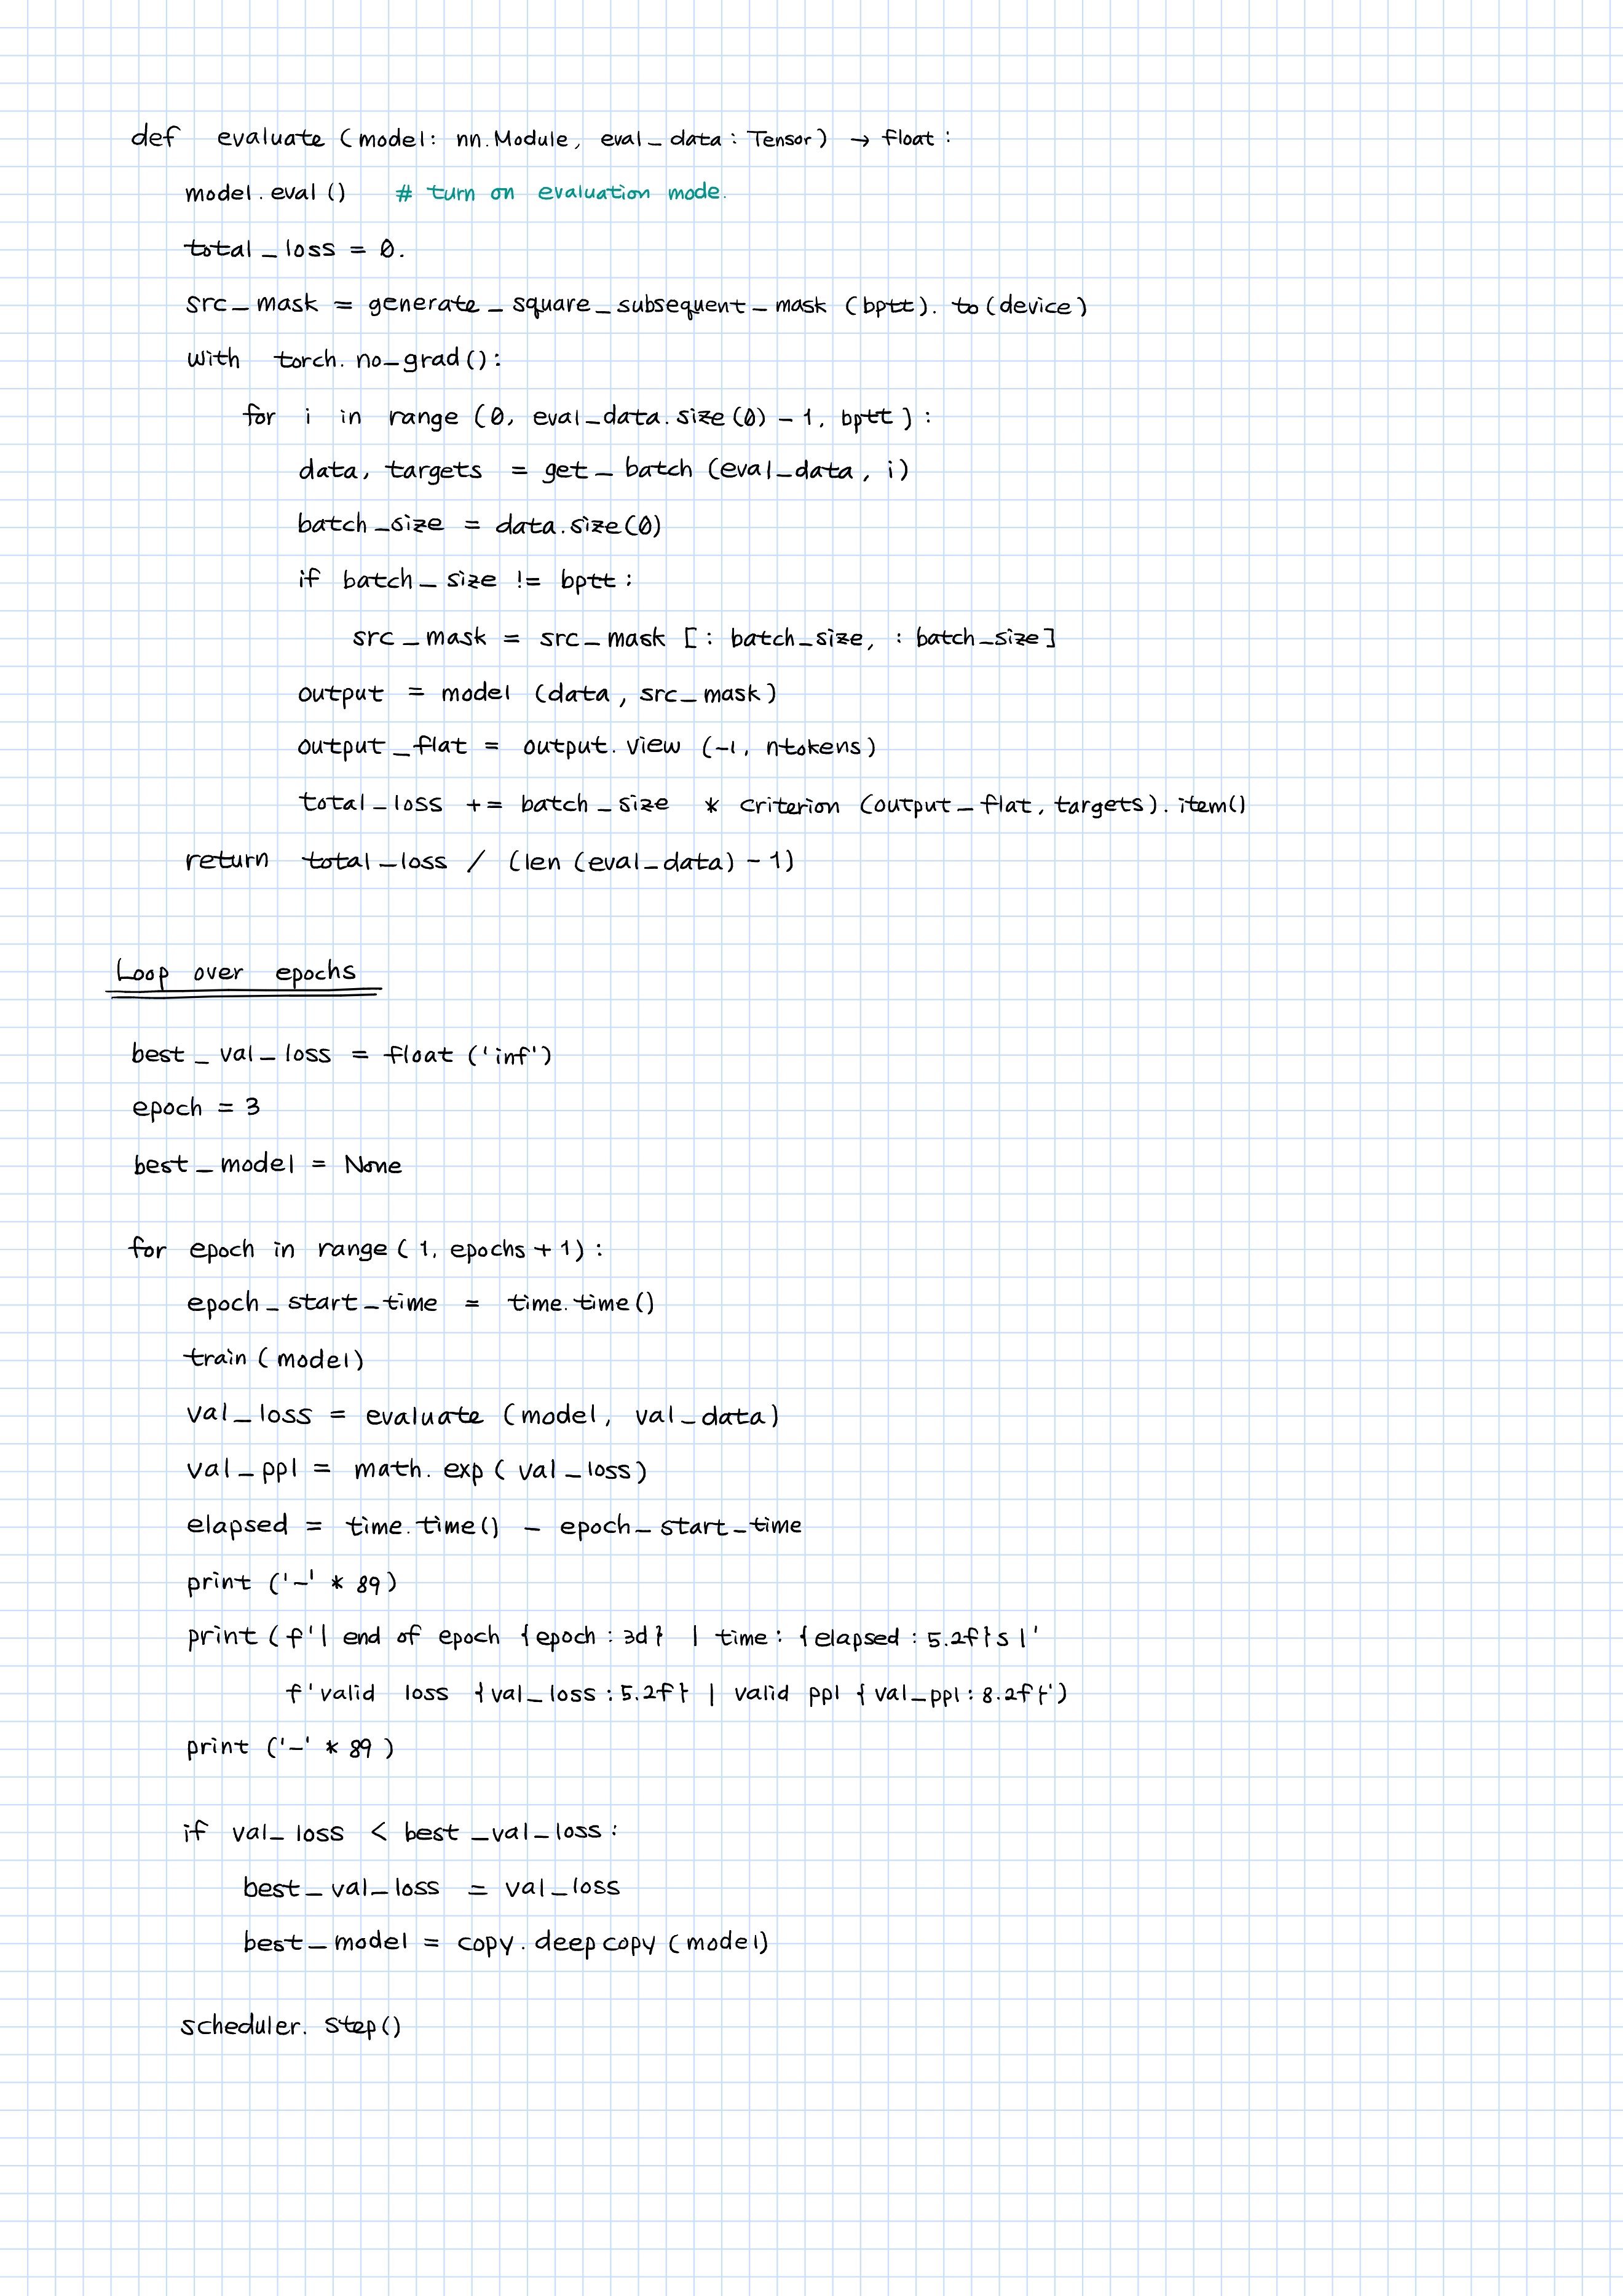 def evaluate (model: nn.Module, eval_data: Tensor) → float:
model.eval() # turn on evaluation mode.
total_loss = 0.
src_mask = generate_square_subsequent_mask (bptt).to(device)
with torch.no_grad():
for i in range (0, eval_data.size(0) - 1, bptt):
data, targets = get_batch (eval_data, i)
batch_size = data.size(0)
if batch_size != bptt:
src_mask = src_mask [: batch_size, : batch_size]
output = model (data, src_mask)
output_flat = output.view (-1, ntokens)
total_loss += batch_size * criterion (output_flat, targets).item()
return total_loss / (len (eval_data) - 1)
Loop over epochs
best_val_loss = float ('inf')
epoch = 3
best_model = None
for epoch in range (1, epochs + 1):
epoch_start_time = time.time()
train (model)
val_loss = evaluate (model, val_data)
val_ppl = math.exp (val_loss)
elapsed = time.time() - epoch_start_time
print ('-' * 89)
print (f'| end of epoch {epoch : 3d} | time: {elapsed : 5.2f}s |'
f'valid loss {val_loss : 5.2f} | valid ppl {val_ppl : 8.2f}')
print ('-' * 89)
if val_loss < best_val_loss:
best_val_loss = val_loss
best_model = copy.deepcopy (model)
scheduler.step()